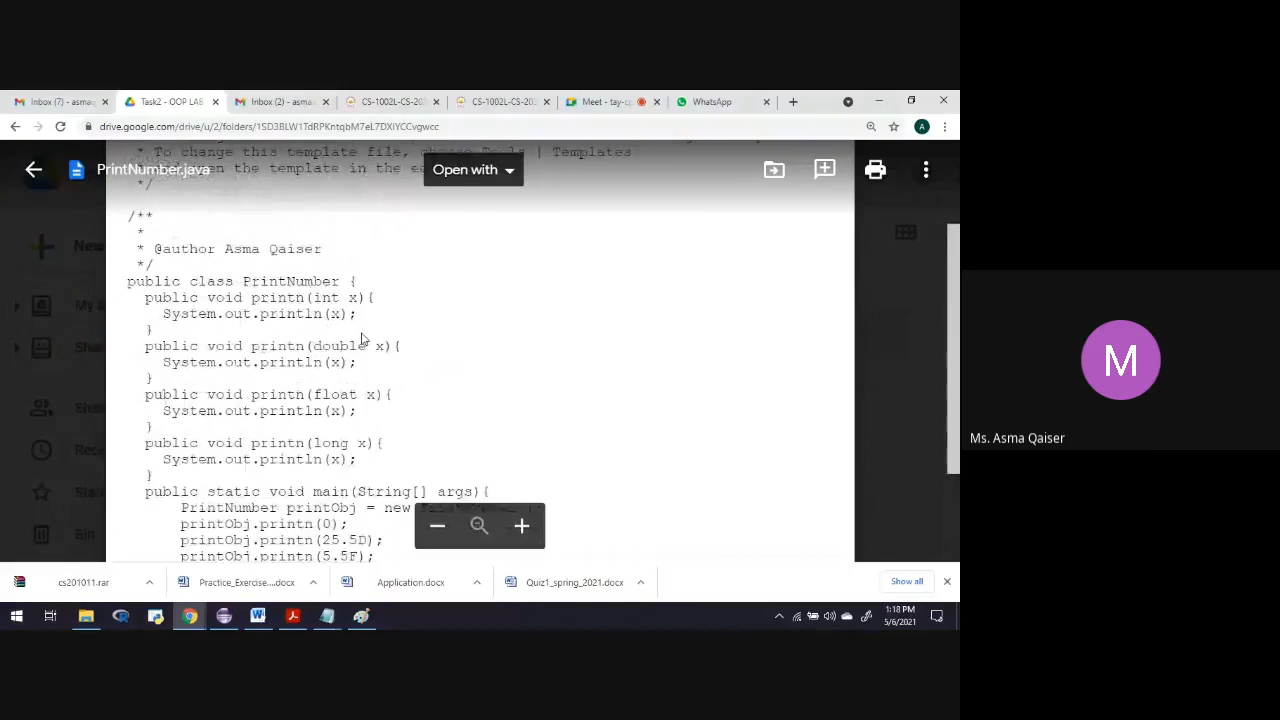 Inbox (7) - asma
Task2 - OOP LAB
Inbox (2) - asma
CS-1002L-CS-20
CS-1002L-CS-20
Meet - tay-
WhatsApp
drive.google.com/drive/u/2/folders/1SD3BLW1TdRPKntqbM7eL7DXIYCCvgwcc
* To change this template file, choose Tools | Templates
PrintNumber.java
Open with
the template in the
*/
/**
*
* @author Asma Qaiser
*/
public class PrintNumber {
public void printn(int x){
System.out.println(x);
}
public void printn(double x){
System.out.println(x);
}
public void printn(float x){
System.out.println(x);
}
public void printn(long x){
System.out.println(x);
}
public static void main(String[] args){
PrintNumber printObj = new
printObj.printn(0);
printObj.printn(25.5D);
printObj.printn(5.5F);
New
Bin
M
Ms. Asma Qaiser
cs201011.rar
Practice_Exercise....docx
Application.docx
Quiz1_spring_2021.docx
Show all
1:18 PM
5/6/2021